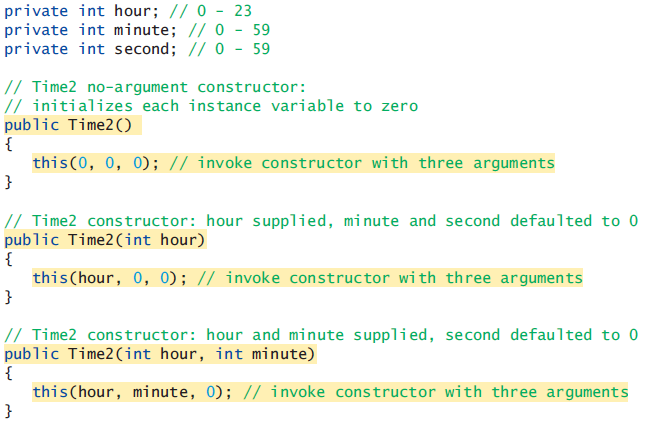 private int hour; // 0 – 23
private int minute; // 0 – 59
private int second; // 0 – 59
// Time2 no-argument constructor:
// initializes each instance variable to zero
public Time2()
{
this(0, 0, 0); // invoke constructor with three arguments
}
// Time2 constructor: hour supplied, minute and second defaulted to 0
public Time2(int hour)
{
this(hour, 0, 0); // invoke constructor with three arguments
}
// Time2 constructor: hour and minute supplied, second defaulted to 0
public Time2(int hour, int minute)
{
this(hour, minute, 0); // invoke constructor with three arguments
}